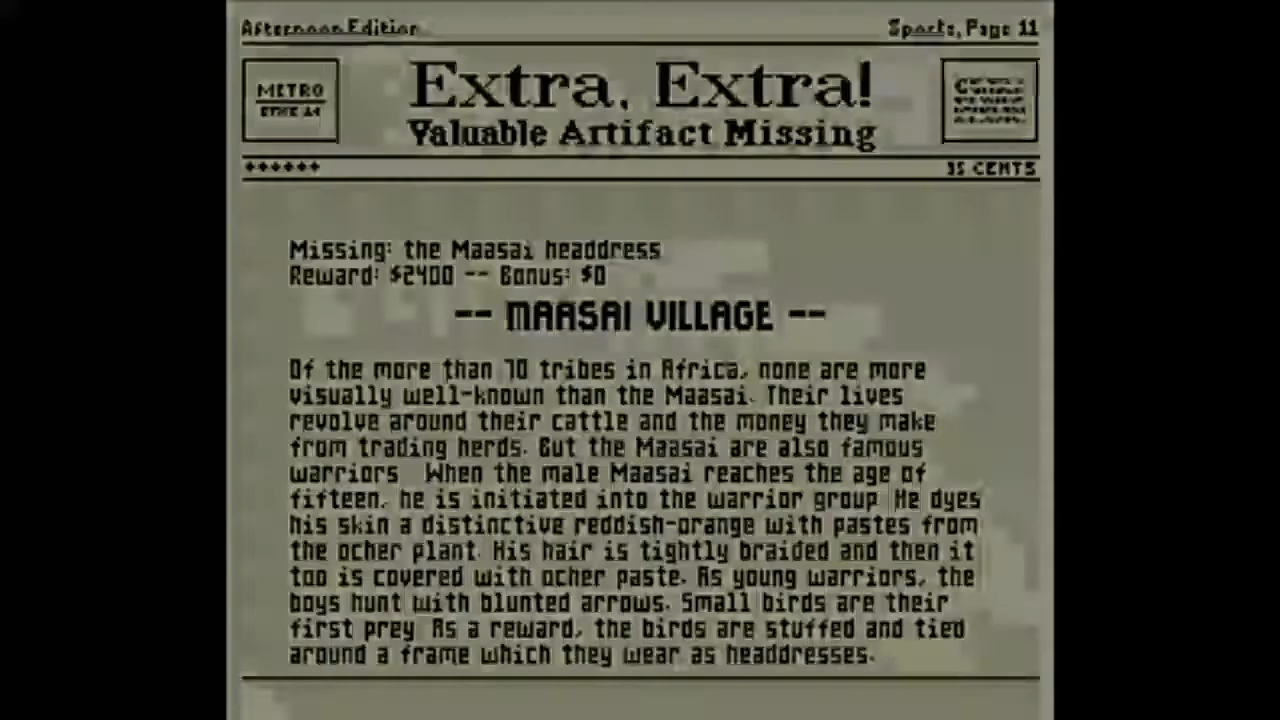 Afternoon Edition
Sports, Page 11
METRO
Extra, Extra!
Valuable Artifact Missing
35 CENTS
Missing: the Maasai headdress
Reward: $2400 -- Bonus: $0
-- MAASAI VILLAGE --
Of the more than 70 tribes in Africa, none are more
visually well-known than the Maasai. Their lives
revolve around their cattle and the money they make
from trading herds. But the Maasai are also famous
warriors. When the male Maasai reaches the age of
fifteen, he is initiated into the warrior group. He dyes
his skin a distinctive reddish-orange with pastes from
the ocher plant. His hair is tightly braided and then it
too is covered with ocher paste. As young warriors, the
boys hunt with blunted arrows. Small birds are their
first prey. As a reward, the birds are stuffed and tied
around a frame which they wear as headdresses.